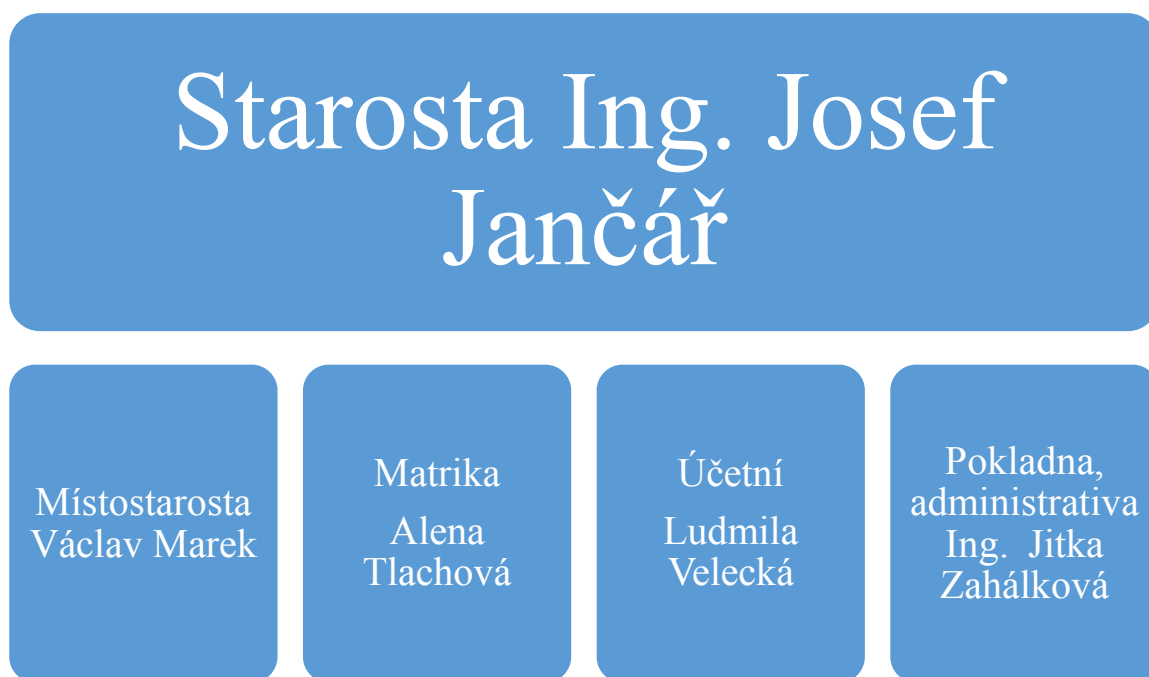 Starosta Ing. Josef
Jančář
Místostarosta
Václav Marek
Matrika
Alena
Tlachová
Účetní
Ludmila
Velecká
Pokladna,
administrativa
Ing. Jitka
Zahálková